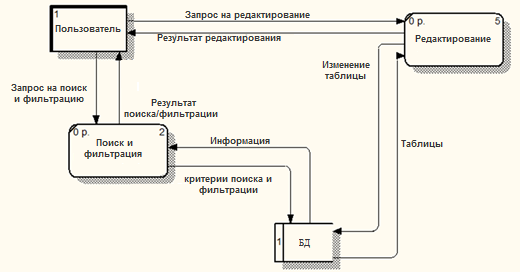 1
Пользователь
Запрос на редактирование
Результат редактирования
0 р.
5
Редактирование
Запрос на поиск
и фильтрацию
Результат
поиска/фильтрации
Изменение
таблицы
0 р.
2
Поиск и
фильтрация
Информация
Таблицы
критерии поиска и
фильтрации
1
БД